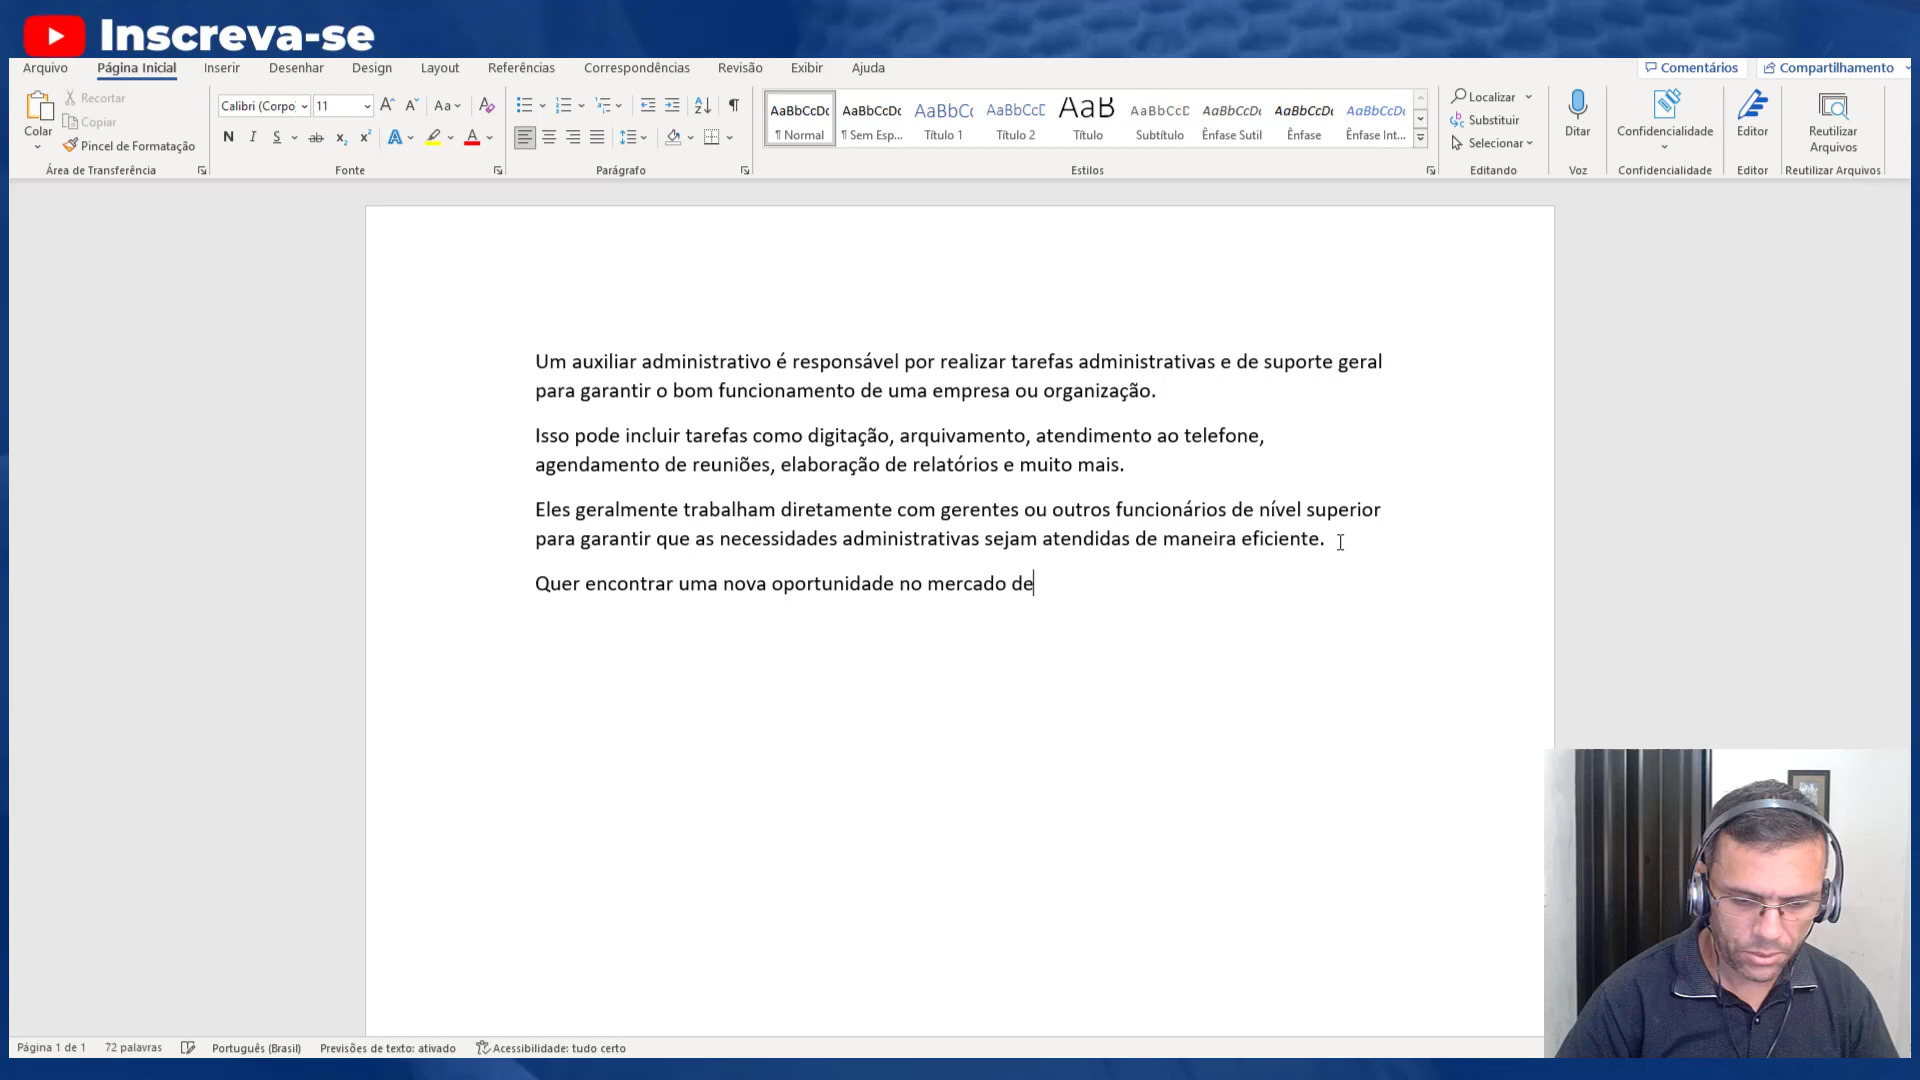 Inscreva-se
Arquivo Página Inicial Inserir Desenhar Design Layout Referências Correspondências Revisão Exibir Ajuda Comentários Compartilhamento
Colar
Recortar
Copiar
Pincel de Formatação
Área de Transferência
Calibri (Corpo 11
Aa
N I S ab x₂ x² A A
Fonte
Parágrafo
AaBbCcDc AaBbCcDc AaBbCc AaBbCcD AaB AaBbCcD AaBbCcDc AaBbCcDc AaBbCcDc
¶ Normal ¶ Sem Esp... Título 1 Título 2 Título Subtítulo Ênfase Sutil Ênfase Ênfase Int...
Estilos
Localizar
Substituir
Selecionar
Editando
Ditar
Voz
Confidencialidade
Confidencialidade
Editor
Editor
Reutilizar
Arquivos
Reutilizar Arquivos
Um auxiliar administrativo é responsável por realizar tarefas administrativas e de suporte geral
para garantir o bom funcionamento de uma empresa ou organização.
Isso pode incluir tarefas como digitação, arquivamento, atendimento ao telefone,
agendamento de reuniões, elaboração de relatórios e muito mais.
Eles geralmente trabalham diretamente com gerentes ou outros funcionários de nível superior
para garantir que as necessidades administrativas sejam atendidas de maneira eficiente.
Quer encontrar uma nova oportunidade no mercado de
Página 1 de 1 72 palavras Português (Brasil) Previsões de texto: ativado Acessibilidade: tudo certo